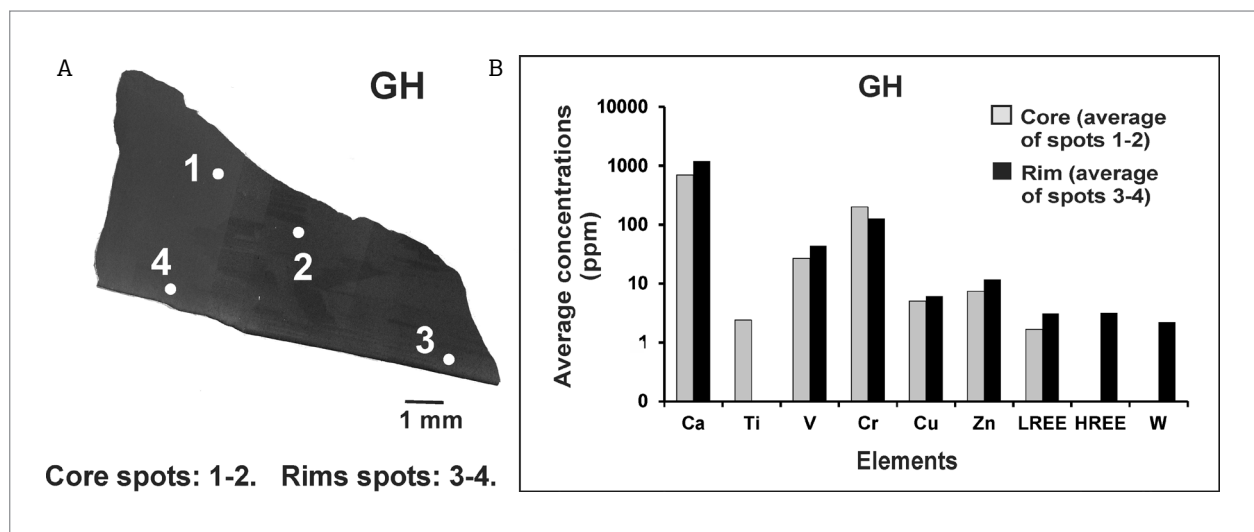 A
GH
1
2
4
3
1 mm
Core spots: 1-2. Rims spots: 3-4.
B
GH
Average concentrations
(ppm)
10000
1000
100
10
1
0
Core (average
of spots 1-2)
Rim (average
of spots 3-4)
Ca Ti V Cr Cu Zn LREE HREE W
Elements